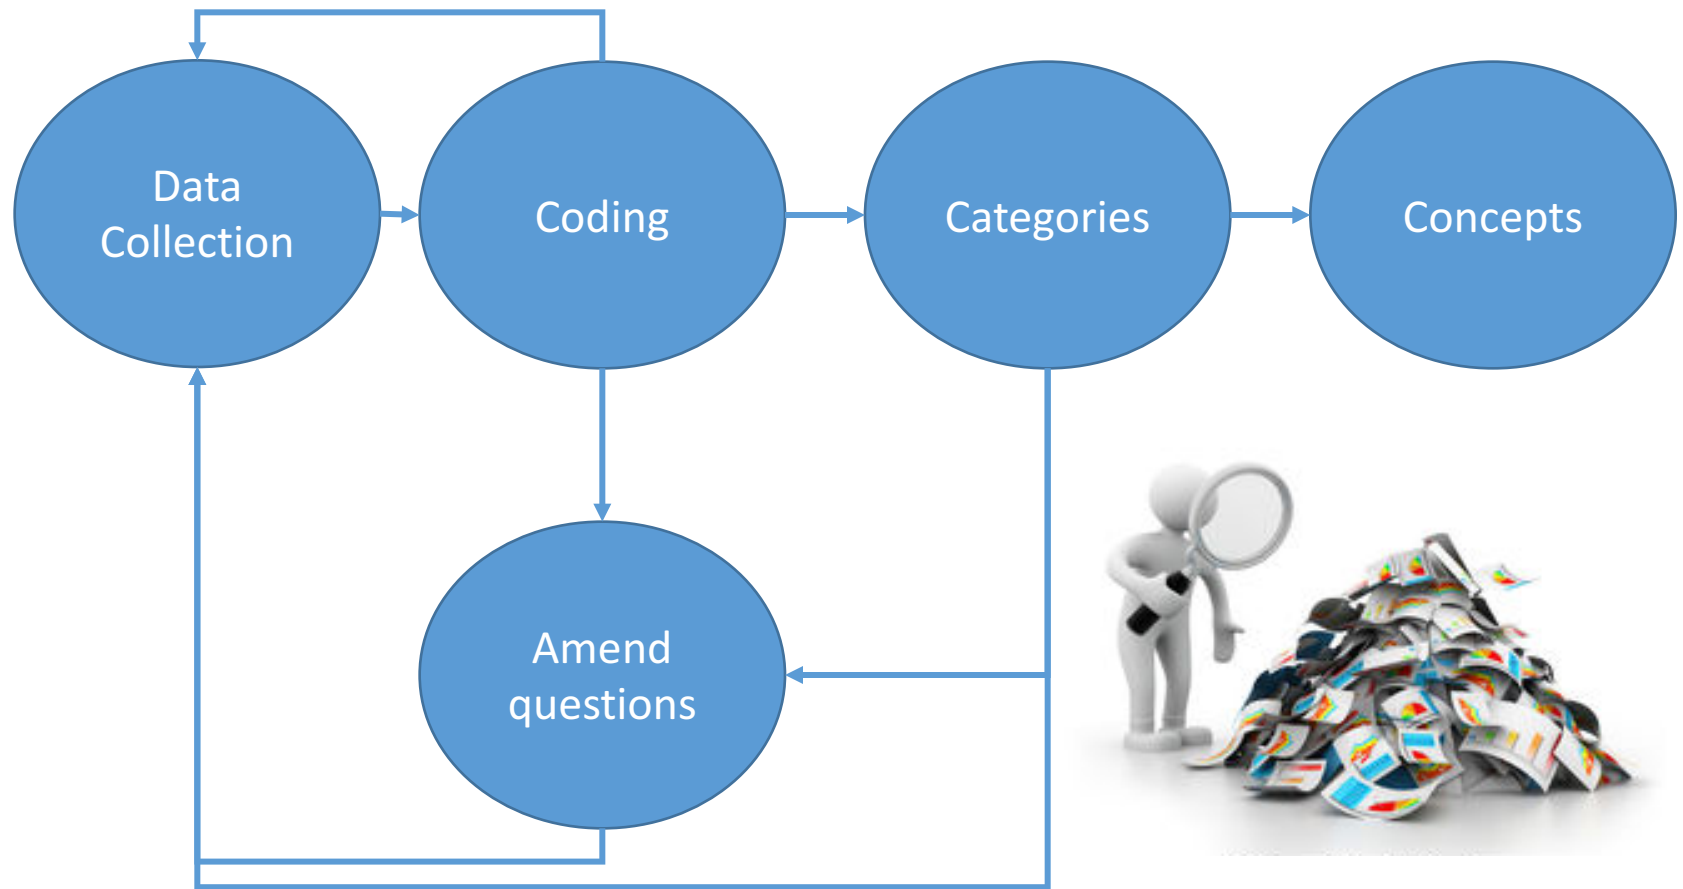 Data
Collection
Coding
Categories
Concepts
Amend
questions